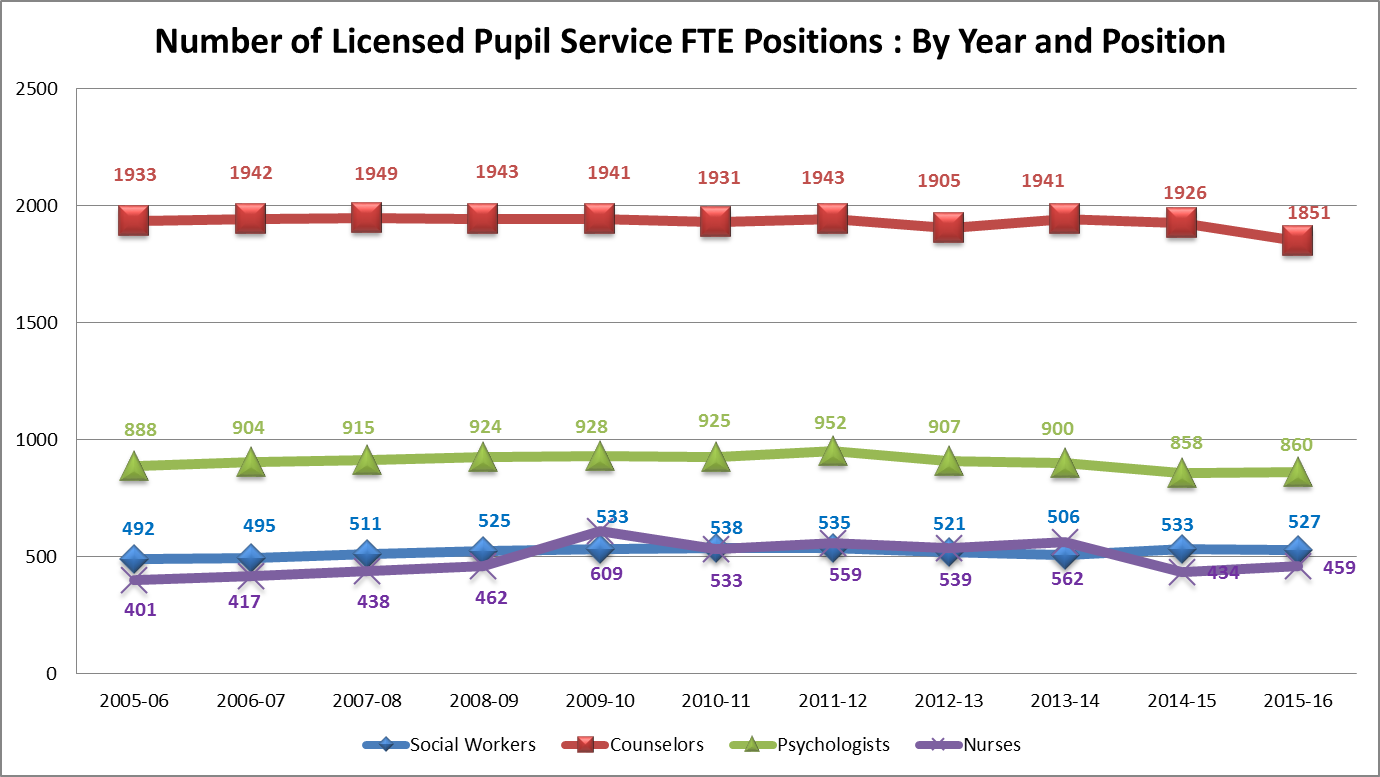 Number of Licensed Pupil Service FTE Positions : By Year and Position
2500
2000
1500
1000
500
0
1933 1942 1949 1943 1941 1931 1943 1905 1941 1926 1851
888 904 915 924 928 925 952 907 900 858 860
492 495 511 525 533 538 535 521 506 533 527
401 417 438 462 609 533 559 539 562 434 459
2005-06 2006-07 2007-08 2008-09 2009-10 2010-11 2011-12 2012-13 2013-14 2014-15 2015-16
Social Workers Counselors Psychologists Nurses